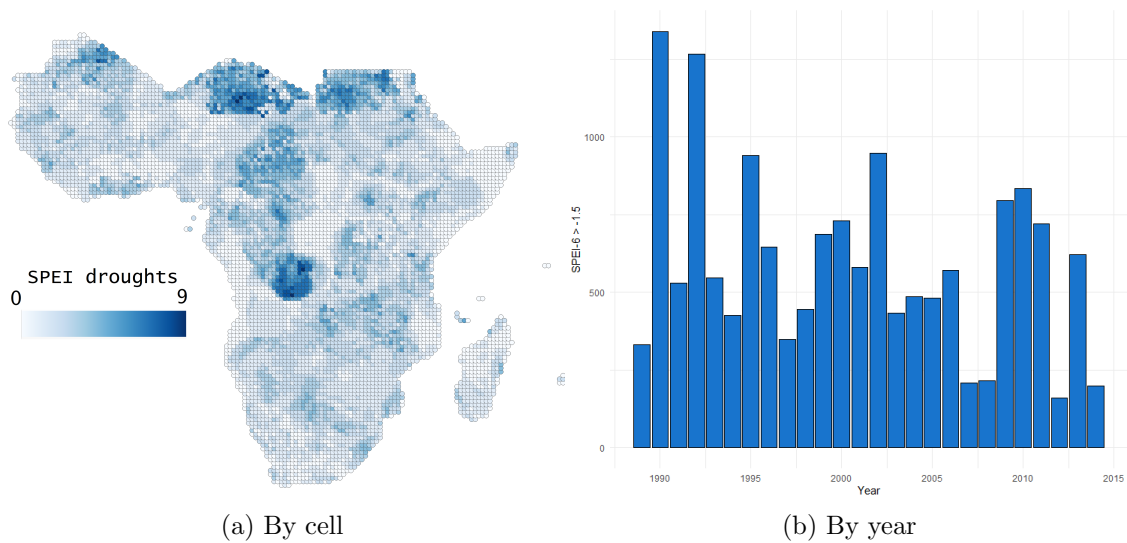 SPEI droughts
0 9
SPEI-6 > -1.5
1000
500
0
1990 1995 2000 2005 2010 2015
Year
(a) By cell
(b) By year